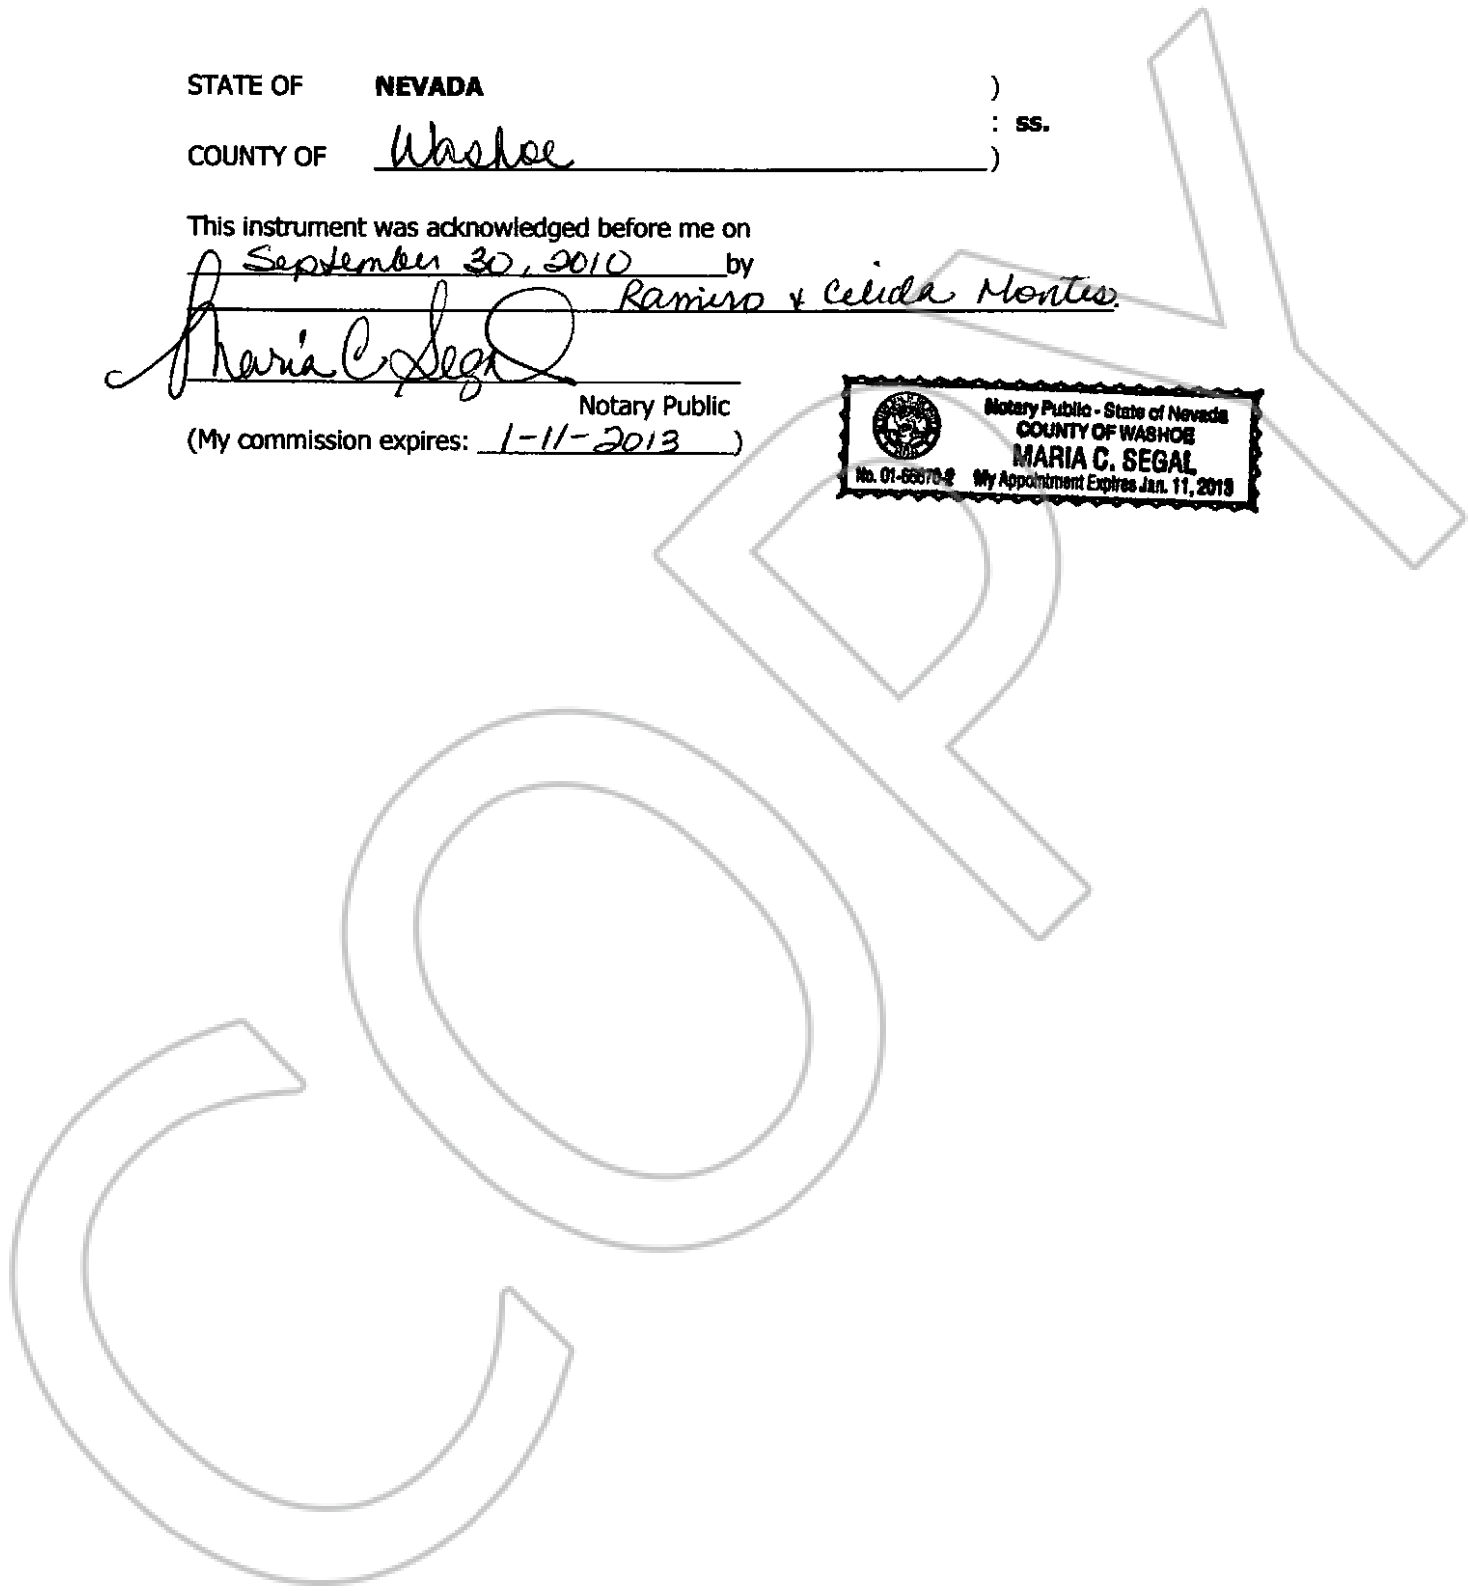 STATE OF NEVADA )
: ss.
COUNTY OF Washoe )
This instrument was acknowledged before me on
September 30, 2010 by
Ramiro & Celida Montes.
Maria C. Segal
Notary Public
(My commission expires: 1-11-2013 )
Notary Public - State of Nevada
COUNTY OF WASHOE
MARIA C. SEGAL
My Appointment Expires Jan. 11, 2013
COPY